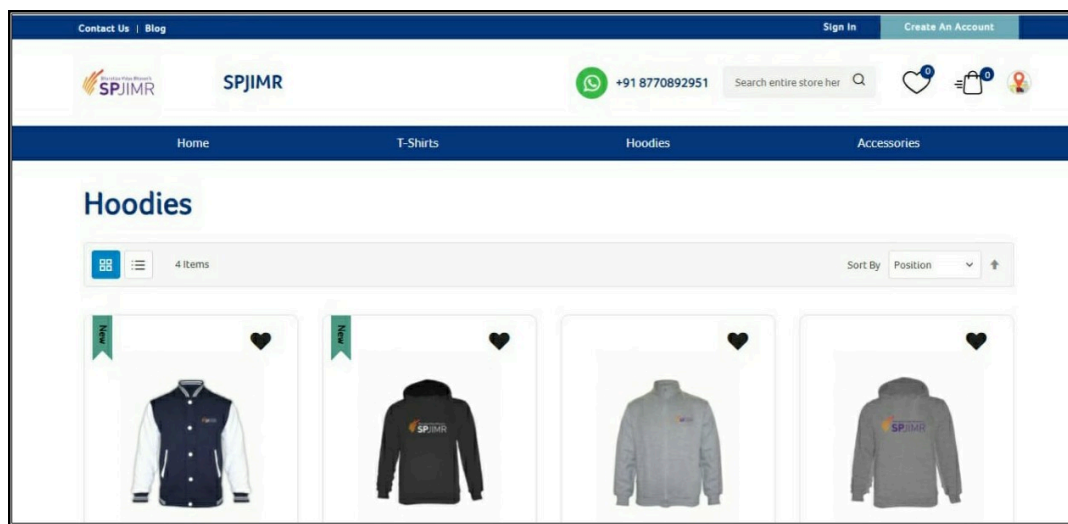 Contact Us | Blog
Sign In
Create An Account
SPJIMR
SPJIMR
+91 8770892951
Search entire store her
0
0
Home
T-Shirts
Hoodies
Accessories
Hoodies
4 Items
Sort By
Position
New
New
SPJIMR
SPJIMR